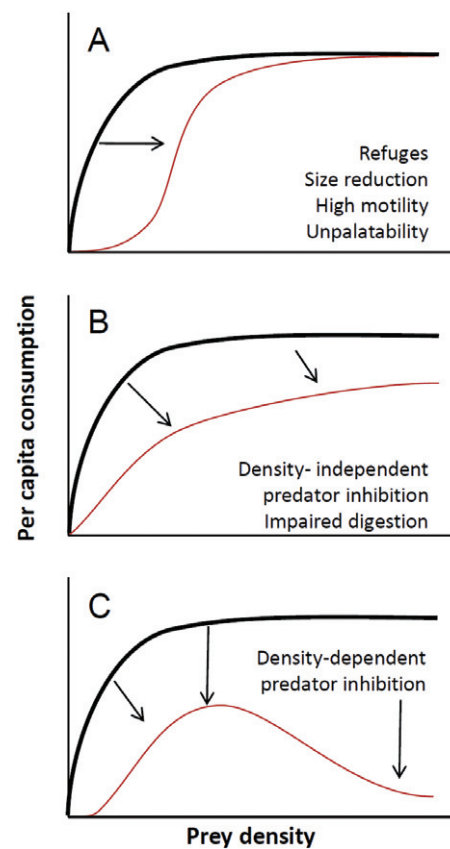 A
Refuges
Size reduction
High motility
Unpalatability
Per capita consumption
B
Density- independent
predator inhibition
Impaired digestion
C
Density-dependent
predator inhibition
Prey density